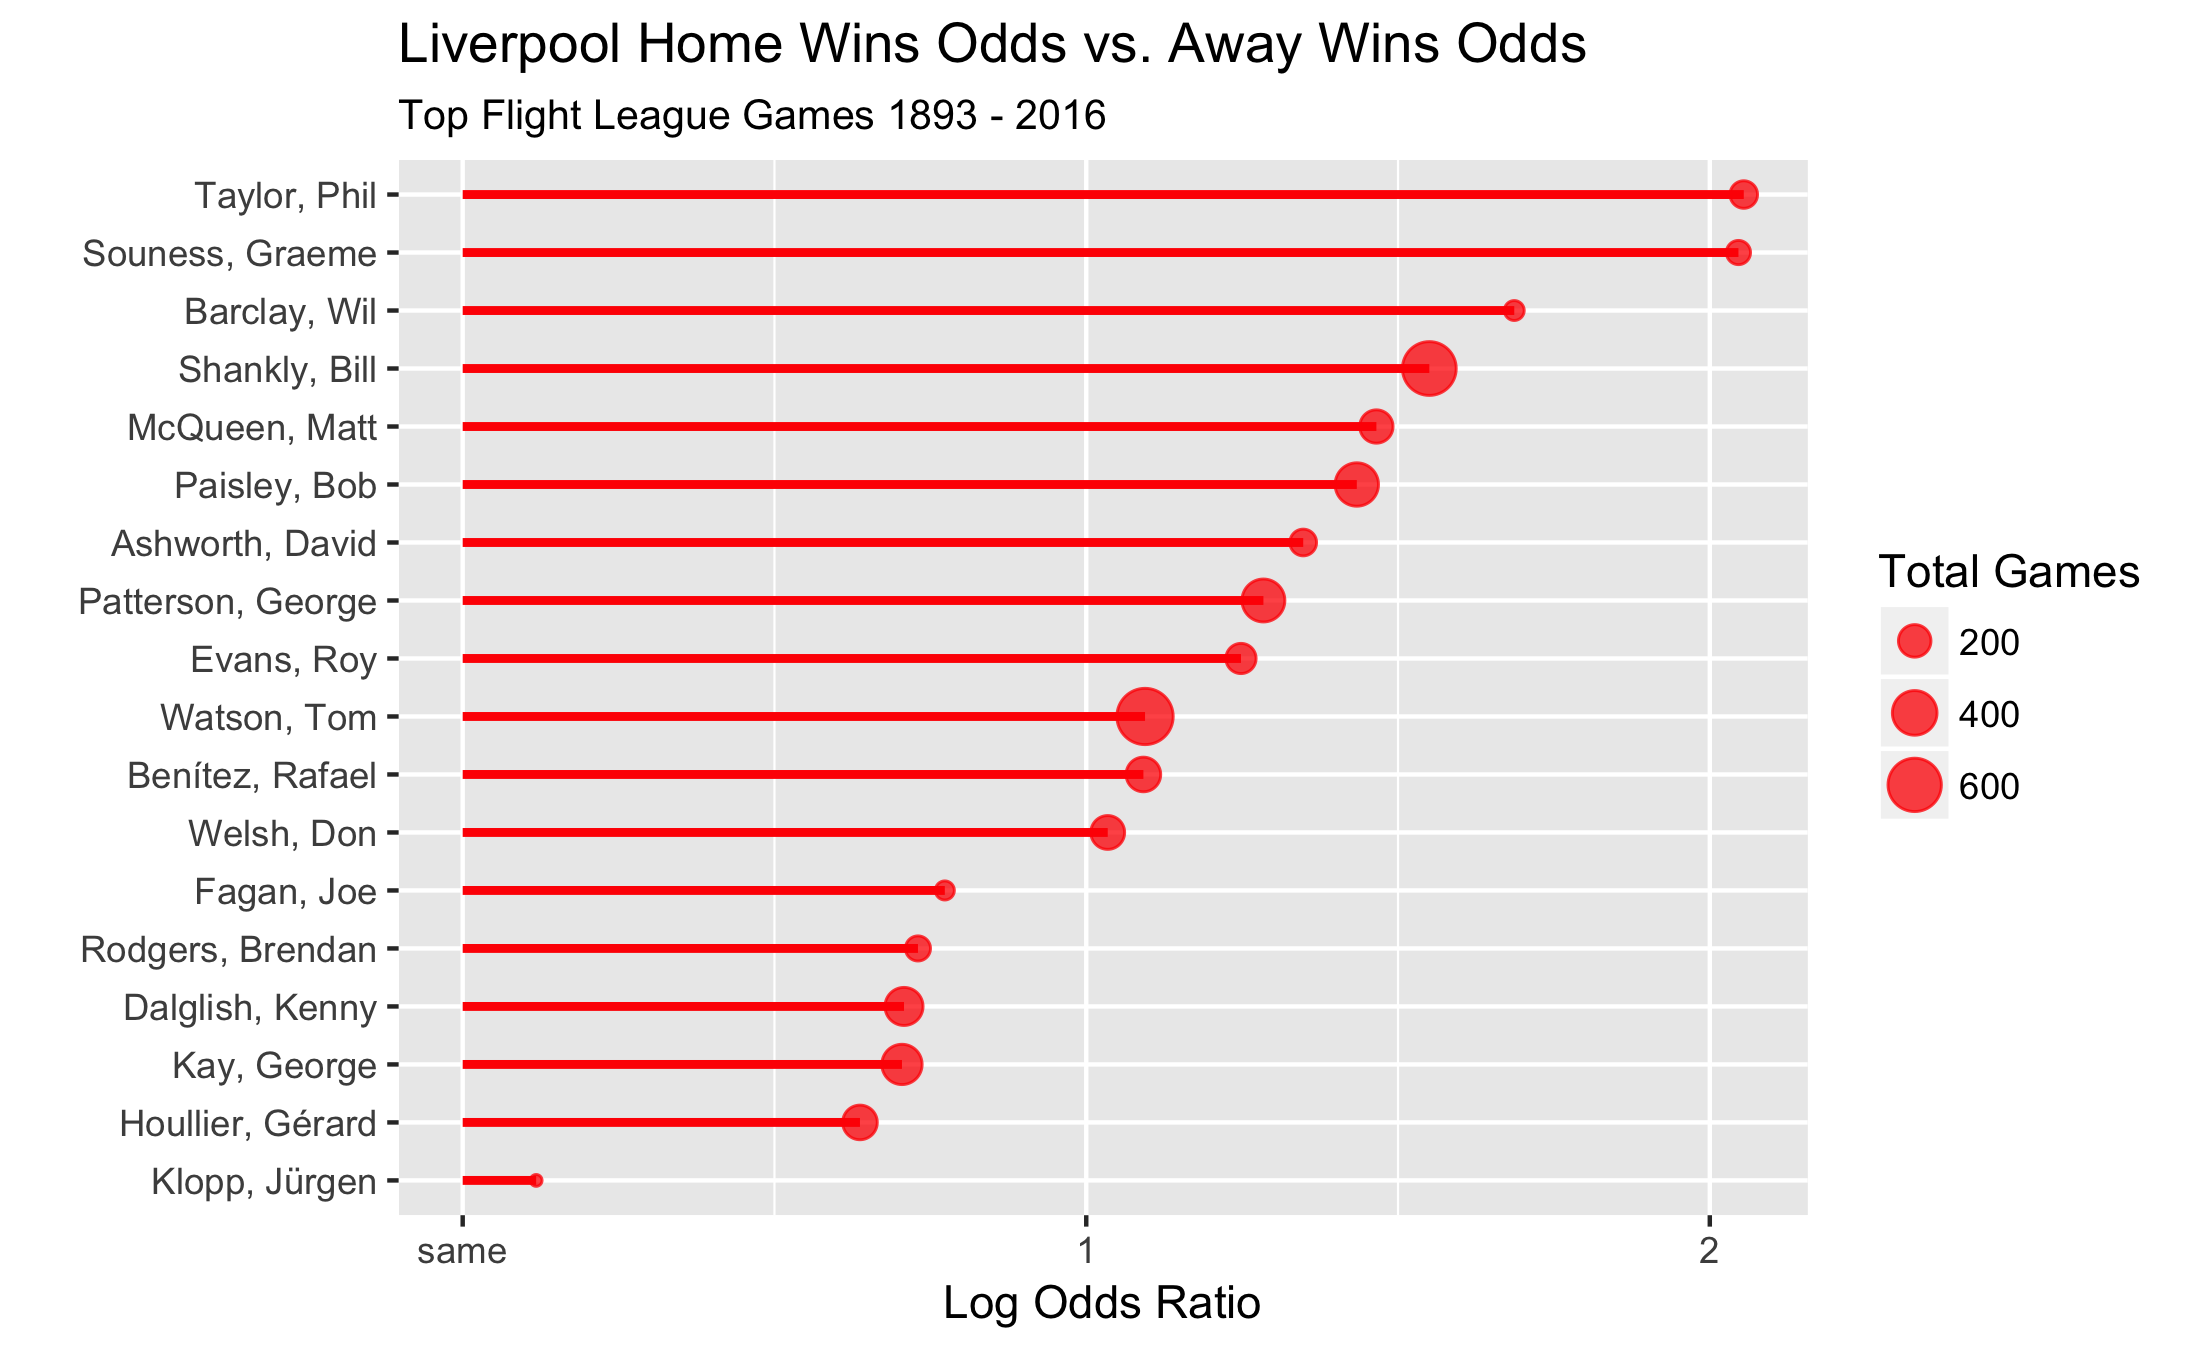 Liverpool Home Wins Odds vs. Away Wins Odds
Top Flight League Games 1893 - 2016
Taylor, Phil
Souness, Graeme
Barclay, Wil
Shankly, Bill
McQueen, Matt
Paisley, Bob
Ashworth, David
Patterson, George
Evans, Roy
Watson, Tom
Benítez, Rafael
Welsh, Don
Fagan, Joe
Rodgers, Brendan
Dalglish, Kenny
Kay, George
Houllier, Gérard
Klopp, Jürgen
same 1 2
Log Odds Ratio
Total Games
200
400
600